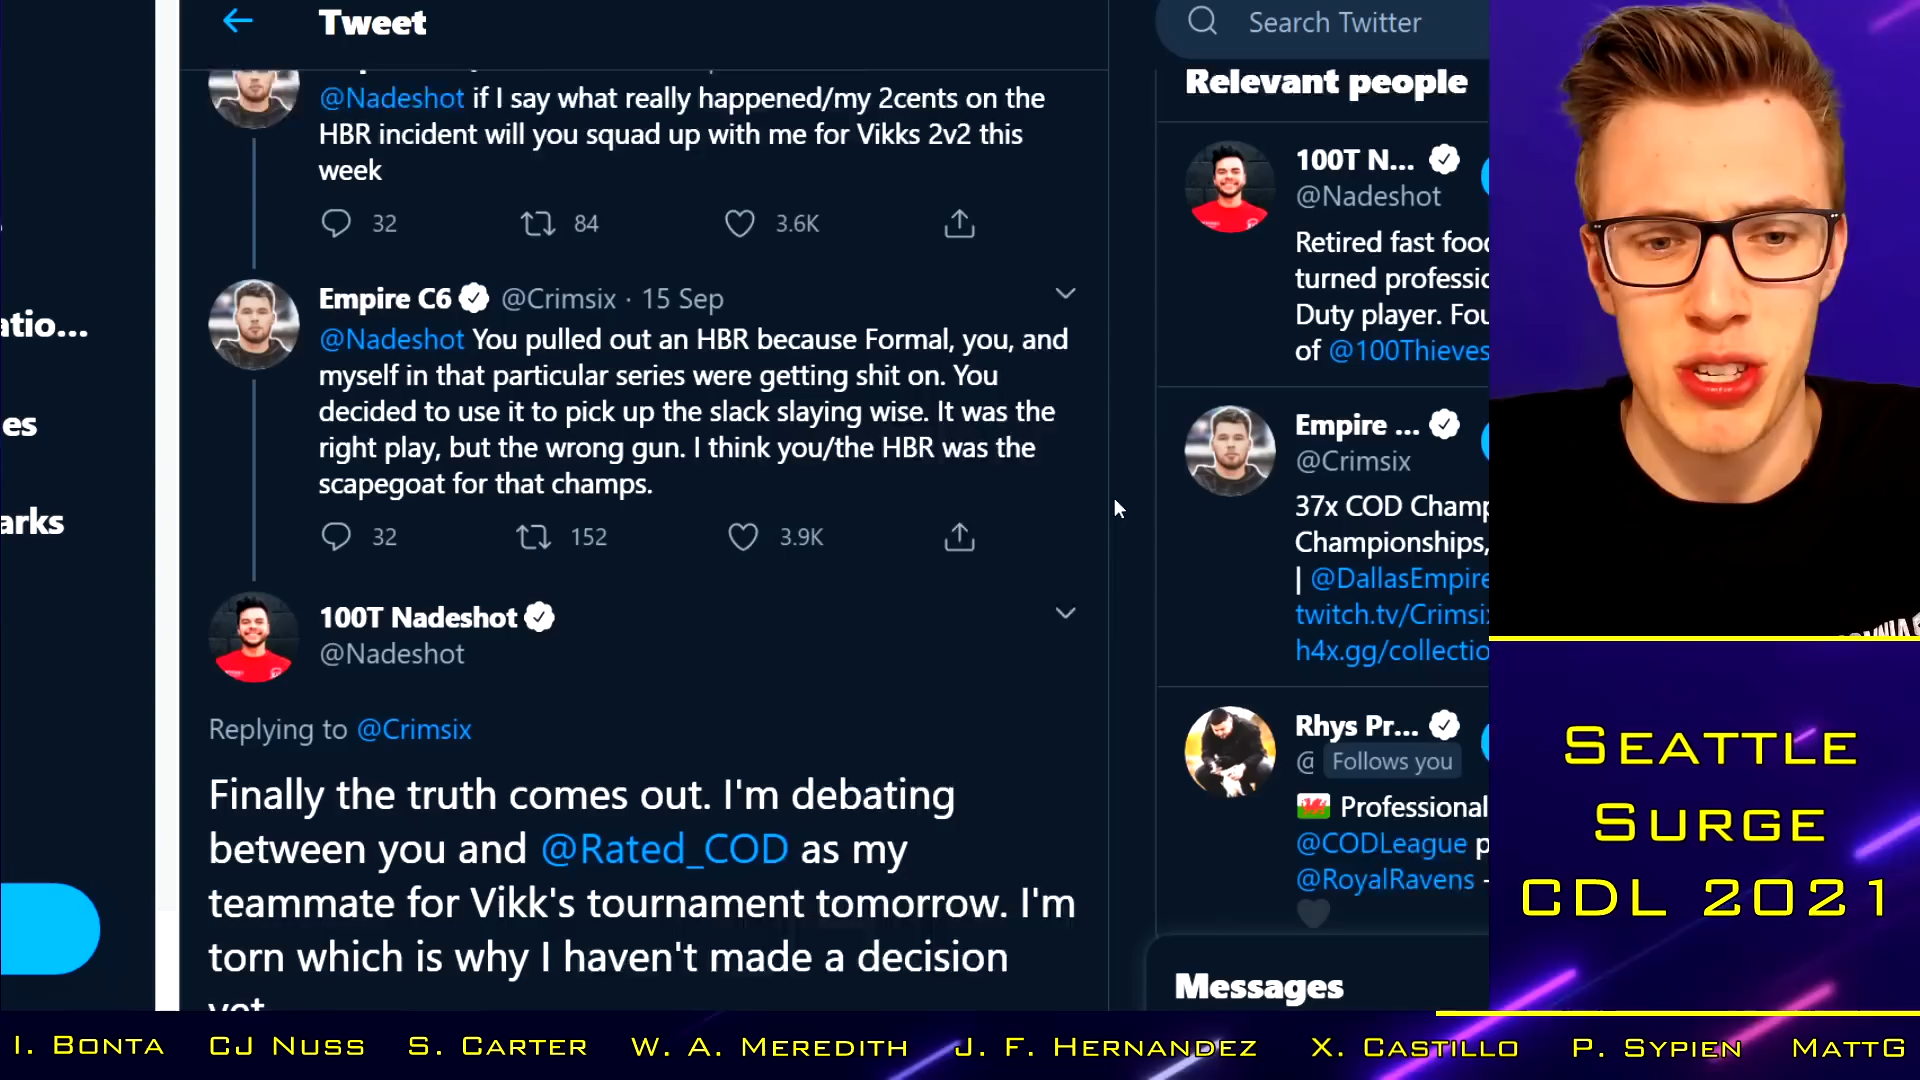 Tweet
Search Twitter
@Nadeshot if I say what really happened/my 2cents on the
HBR incident will you squad up with me for Vikks 2v2 this
week
32 84 3.6K
Empire C6 @Crimsix · 15 Sep
@Nadeshot You pulled out an HBR because Formal, you, and
myself in that particular series were getting shit on. You
decided to use it to pick up the slack slaying wise. It was the
right play, but the wrong gun. I think you/the HBR was the
scapegoat for that champs.
32 152 3.9K
100T Nadeshot
@Nadeshot
Replying to @Crimsix
Finally the truth comes out. I'm debating
between you and @Rated_COD as my
teammate for Vikk's tournament tomorrow. I'm
torn which is why I haven't made a decision
yet
atio...
es
arks
Relevant people
100T N...
@Nadeshot
Retired fast food
turned professio
Duty player. Fou
of @100Thieves
Empire ...
@Crimsix
37x COD Champ
Championships,
| @DallasEmpire
twitch.tv/Crimsix
h4x.gg/collectio
Rhys Pr...
@ Follows you
Professional
@CODLeague p
@RoyalRavens -
Messages
SEATTLE
SURGE
CDL 2021
I. BONTA CJ NUSS S. CARTER W. A. MEREDITH J. F. HERNANDEZ X. CASTILLO P. SYPIEN MATTG